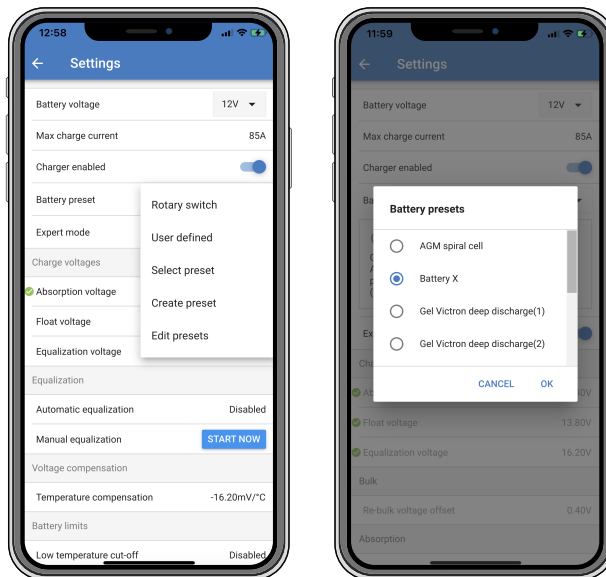 12:58
Settings
Battery voltage 12V
Max charge current 85A
Charger enabled
Battery preset
Expert mode
Rotary switch
User defined
Select preset
Create preset
Edit presets
Charge voltages
Absorption voltage
Float voltage
Equalization voltage
Equalization
Automatic equalization Disabled
Manual equalization START NOW
Voltage compensation
Temperature compensation -16.20mV/°C
Battery limits
Low temperature cut-off Disabled
11:59
Settings
Battery voltage 12V
Max charge current 85A
Charger enabled
Ba
Battery presets
AGM spiral cell
Battery X
Gel Victron deep discharge(1)
Gel Victron deep discharge(2)
CANCEL OK
Ex
Float voltage 13.80V
Equalization voltage 16.20V
Bulk
Re-bulk voltage offset 0.40V
Absorption